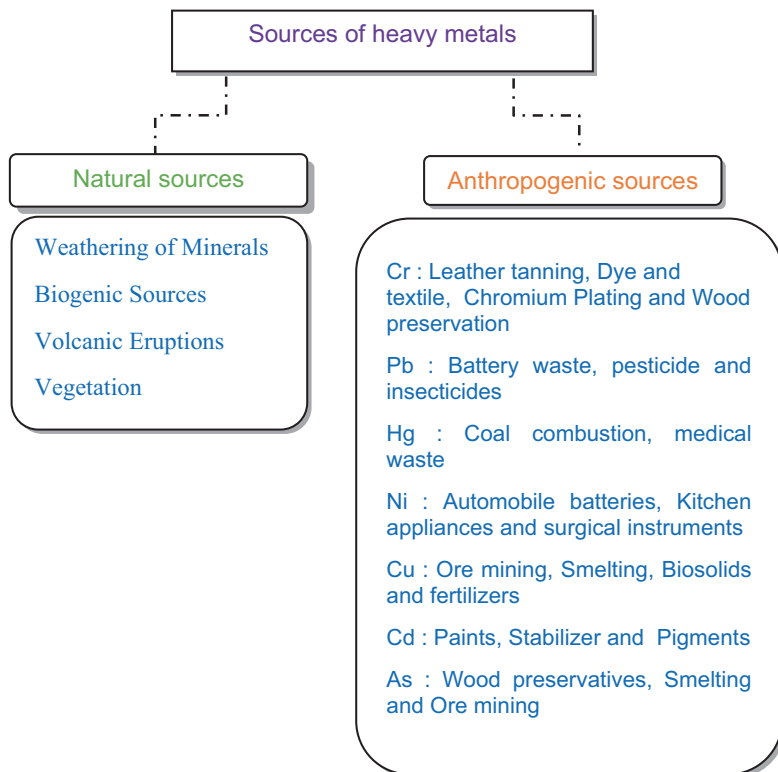 Sources of heavy metals
Natural sources
Weathering of Minerals
Biogenic Sources
Volcanic Eruptions
Vegetation
Anthropogenic sources
Cr : Leather tanning, Dye and
textile, Chromium Plating and Wood
preservation
Pb : Battery waste, pesticide and
insecticides
Hg : Coal combustion, medical
waste
Ni : Automobile batteries, Kitchen
appliances and surgical instruments
Cu : Ore mining, Smelting, Biosolids
and fertilizers
Cd : Paints, Stabilizer and Pigments
As : Wood preservatives, Smelting
and Ore mining